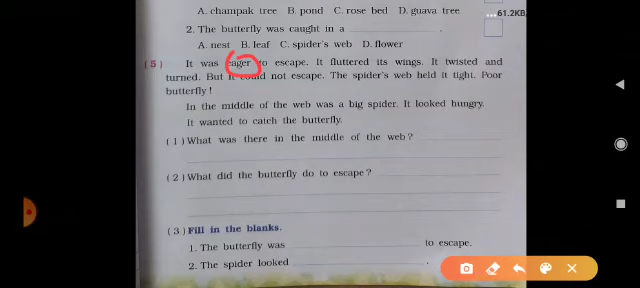 A. champak tree B. pond C. rose bed D. guava tree
...61.2KB
2. The butterfly was caught in a .
A. nest B. leaf C. spider's web D. flower
(5) It was eager to escape. It fluttered its wings. It twisted and
turned. But it could not escape. The spider's web held it tight. Poor
butterfly !
In the middle of the web was a big spider. It looked hungry.
It wanted to catch the butterfly.
(1) What was there in the middle of the web ?
(2) What did the butterfly do to escape ?
(3) Fill in the blanks.
1. The butterfly was to escape.
2. The spider looked .